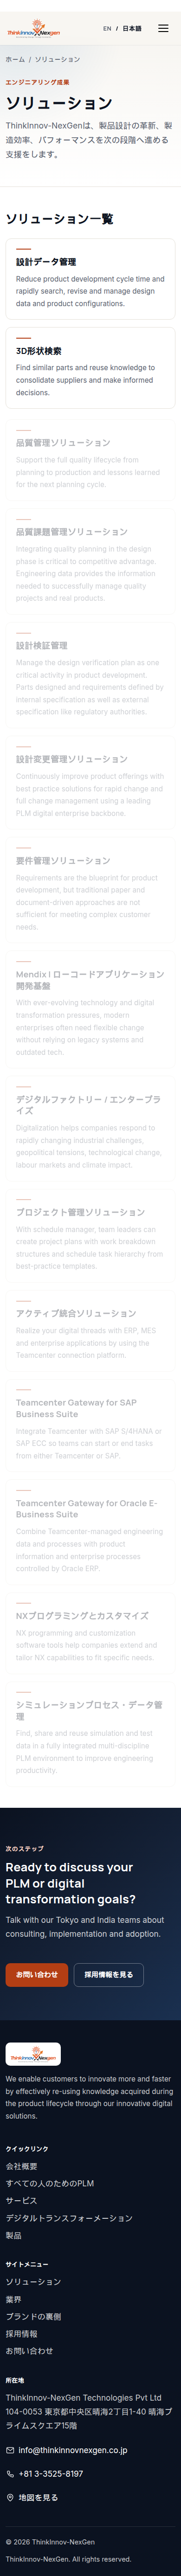 ThinkInnov-NexGen
EN / 日本語
ホーム / ソリューション
エンジニアリング成果
ソリューション
ThinkInnov-NexGenは、製品設計の革新、製
造効率、パフォーマンスを次の段階へ進める支
援をします。
ソリューション一覧
設計データ管理
Reduce product development cycle time and
rapidly search, revise and manage design
data and product configurations.
3D形状検索
Find similar parts and reuse knowledge to
consolidate suppliers and make informed
decisions.
品質管理ソリューション
Support the full quality lifecycle from
planning to production and lessons learned
for the next planning cycle.
品質課題管理ソリューション
Integrating quality planning in the design
phase is critical to competitive advantage.
Engineering data provides the information
needed to successfully manage quality
projects and real products.
設計検証管理
Manage the design verification plan as one
critical activity in product development.
Parts designed and requirements defined by
internal specification as well as external
specification like regulatory authorities.
設計変更管理ソリューション
Continuously improve product offerings with
best practice solutions for rapid change and
full change management using a leading
PLM digital enterprise backbone.
要件管理ソリューション
Requirements are the blueprint for product
development, but traditional paper and
document-driven approaches are not
sufficient for meeting complex customer
needs.
Mendix I ローコードアプリケーション
開発基盤
With ever-evolving technology and digital
transformation pressures, modern
enterprises often need flexible change
without relying on legacy systems and
outdated tech.
デジタルファクトリー / エンタープラ
イズ
Digitalization helps companies respond to
rapidly changing industrial challenges,
geopolitical tensions, technological change,
labour markets and climate impact.
プロジェクト管理ソリューション
With schedule manager, team leaders can
create project plans with work breakdown
structures and schedule task hierarchy from
best-practice templates.
アクティブ統合ソリューション
Realize your digital threads with ERP, MES
and enterprise applications by using the
Teamcenter connection platform.
Teamcenter Gateway for SAP
Business Suite
Integrate Teamcenter with SAP S/4HANA or
SAP ECC so teams can start or end tasks
from either Teamcenter or SAP.
Teamcenter Gateway for Oracle E-
Business Suite
Combine Teamcenter-managed engineering
data and processes with product
information and enterprise processes
controlled by Oracle ERP.
NXプログラミングとカスタマイズ
NX programming and customization
software tools help companies extend and
tailor NX capabilities to fit specific needs.
シミュレーションプロセス・データ管
理
Find, share and reuse simulation and test
data in a fully integrated multi-discipline
PLM environment to improve engineering
productivity.
次のステップ
Ready to discuss your
PLM or digital
transformation goals?
Talk with our Tokyo and India teams about
consulting, implementation and adoption.
お問い合わせ
採用情報を見る
ThinkInnov-NexGen
We enable customers to innovate more and faster
by effectively re-using knowledge acquired during
the product lifecycle through our innovative digital
solutions.
クイックリンク
会社概要
すべての人のためのPLM
サービス
デジタルトランスフォーメーション
製品
サイトメニュー
ソリューション
業界
ブランドの裏側
採用情報
お問い合わせ
所在地
ThinkInnov-NexGen Technologies Pvt Ltd
104-0053 東京都中央区晴海2丁目1-40 晴海プ
ライムスクエア15階
info@thinkinnovnexgen.co.jp
+81 3-3525-8197
地図を見る
© 2026 ThinkInnov-NexGen
ThinkInnov-NexGen. All rights reserved.